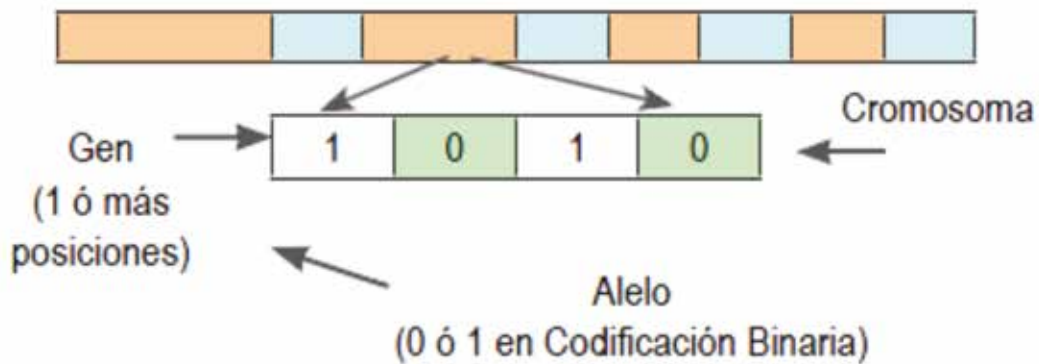 Cromosoma
1 0 1 0
Gen
(1 ó más
posiciones)
Alelo
(0 ó 1 en Codificación Binaria)